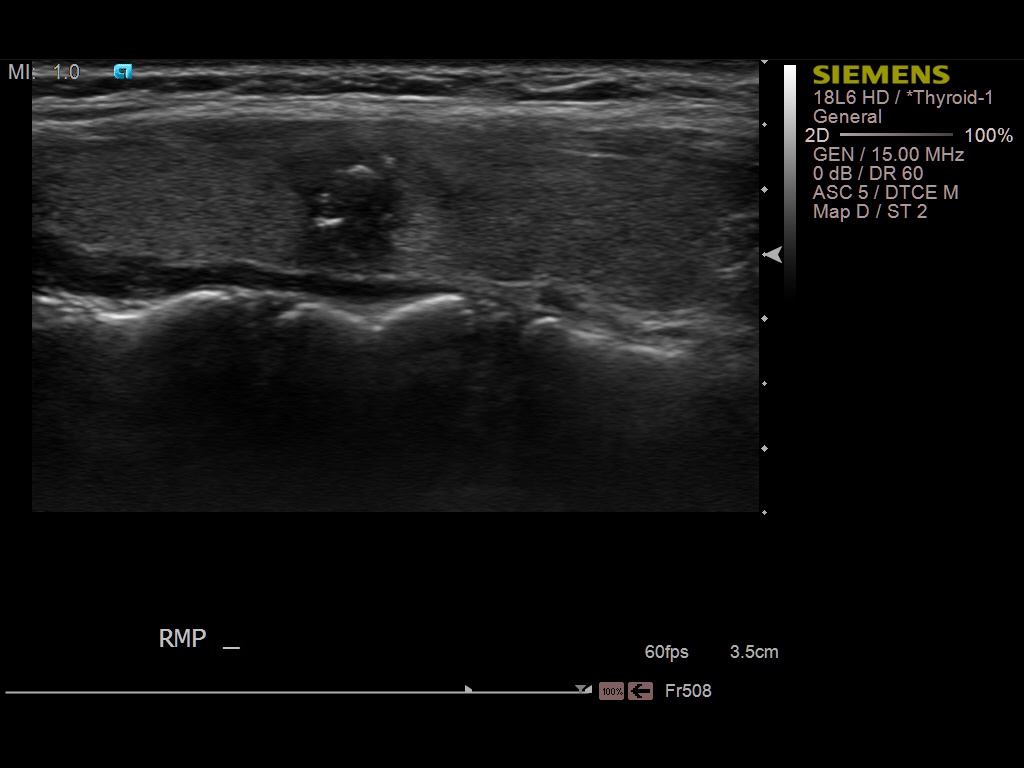 MI: 1.0
SIEMENS
18L6 HD / *Thyroid-1
General
2D 100%
GEN / 15.00 MHz
0 dB / DR 60
ASC 5 / DTCE M
Map D / ST 2
RMP _
60fps 3.5cm
100% Fr508